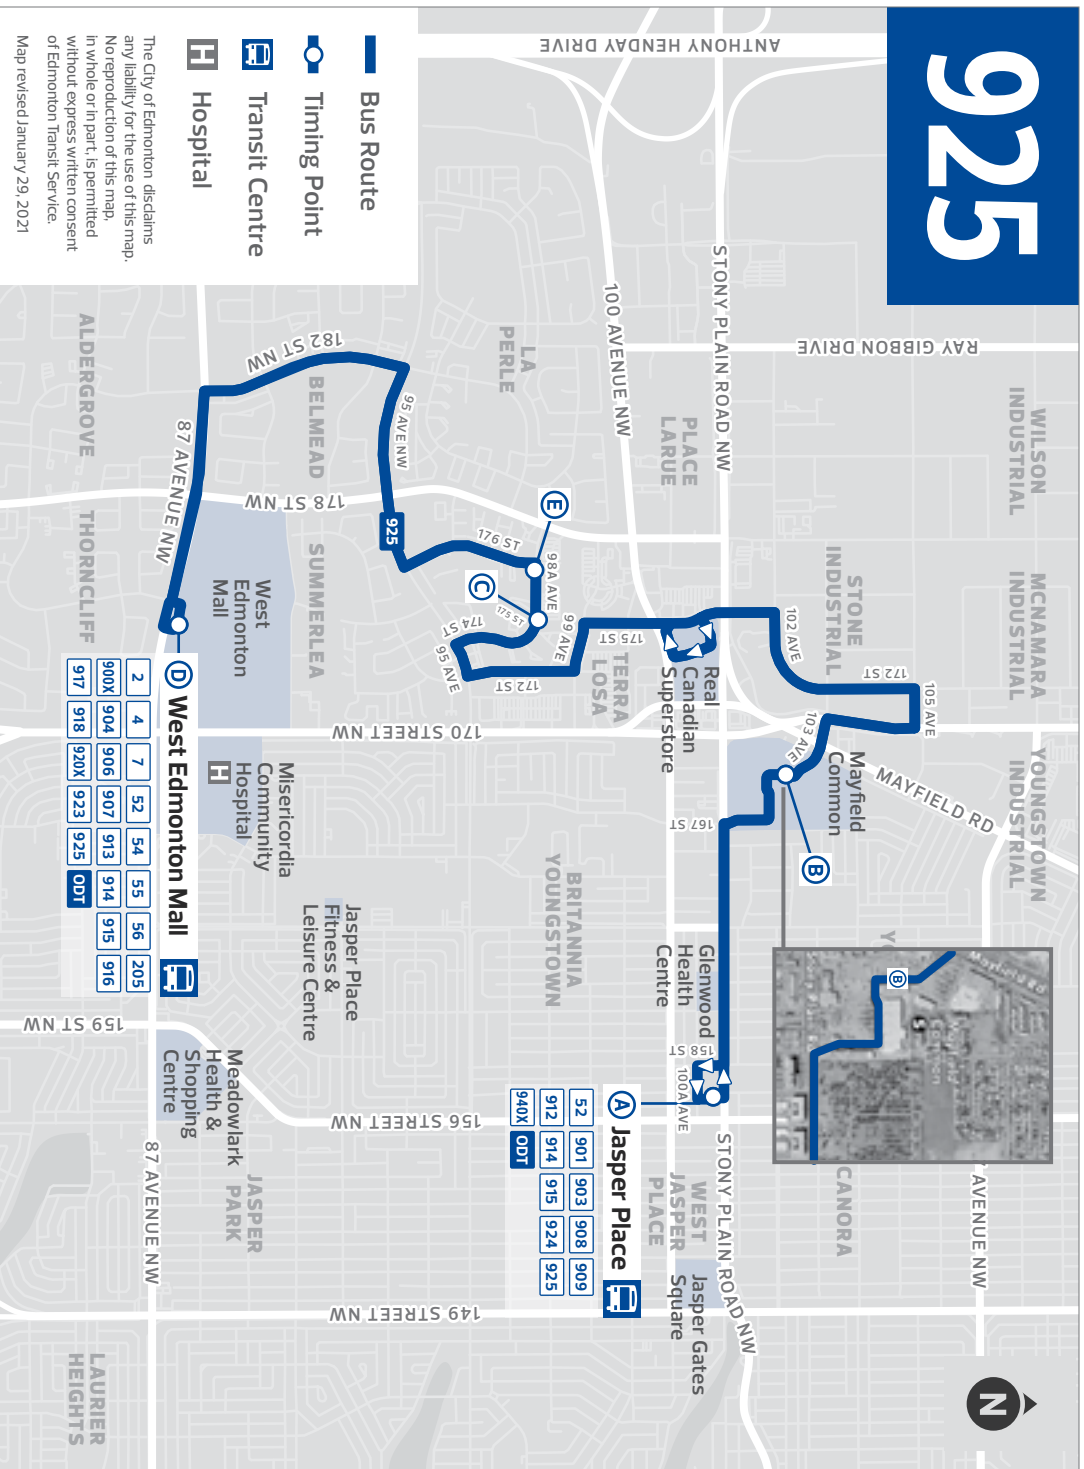 925
Bus Route
Timing Point
Transit Centre
H
Hospital
The City of Edmonton disclaims
any liability for the use of this map.
No reproduction of this map,
in whole or in part, is permitted
without express written consent
of Edmonton Transit Service.
Map revised January 29, 2021
ANTHONY HENDAY DRIVE
RAY GIBBON DRIVE
STONY PLAIN ROAD NW
100 AVENUE NW
WILSON
INDUSTRIAL
MCNAMARA
INDUSTRIAL
YOUNGSTOWN
INDUSTRIAL
STONE
INDUSTRIAL
PLACE
LARUE
LA
PERLE
BELMEAD
ALDERGROVE
THORNCLIFF
SUMMERLEA
TERRA
LOSA
182 ST NW
95 AVE NW
87 AVENUE NW
178 ST NW
925
176 ST
98A AVE
E
C
175 ST
174 ST
95 AVE
172 ST
99 AVE
175 ST
102 AVE
172 ST
105 AVE
103 AVE
MAYFIELD RD
170 STREET NW
167 ST
Real
Canadian
Superstore
Mayfield
Common
B
B
West
Edmonton
Mall
D West Edmonton Mall
2 4 7 52 54 55 56 205
900X 904 906 907 913 914 915 916
917 918 920X 923 925 ODT
Misericordia
Community
Hospital
H
Jasper Place
Fitness &
Leisure Centre
BRITANNIA
YOUNGSTOWN
Glenwood
Health
Centre
158 ST
100A AVE
A Jasper Place
52 901 903 908 909
912 914 915 924 925
940X ODT
159 ST NW
156 STREET NW
Meadowlark
Health &
Shopping
Centre
87 AVENUE NW
JASPER
PARK
WEST
JASPER
PLACE
STONY PLAIN ROAD NW
Jasper Gates
Square
CANORA
AVENUE NW
149 STREET NW
LAURIER
HEIGHTS
N